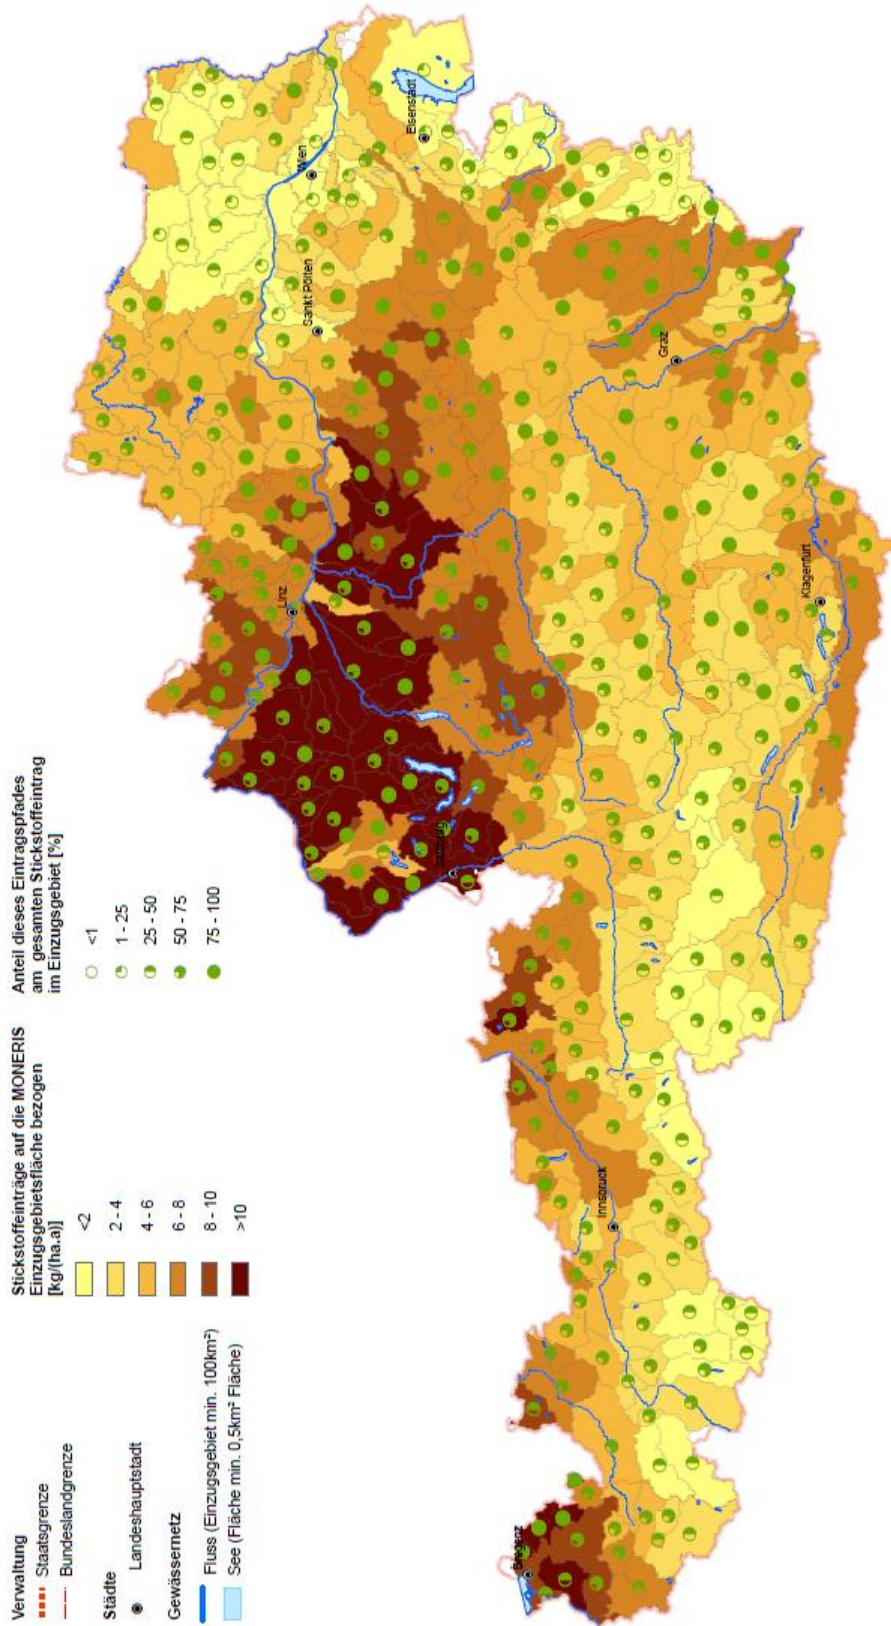 Verwaltung
Staatsgrenze
Bundeslandgrenze
Städte
Landeshauptstadt
Gewässernetz
Fluss (Einzugsgebiet min. 100km²)
See (Fläche min. 0,5km² Fläche)
Stickstoffeinträge auf die MONERIS
Einzugsgebietsfläche bezogen
[kg/(ha.a)]
<2
2 - 4
4 - 6
6 - 8
8 - 10
>10
Anteil dieses Eintragspfades
am gesamten Stickstoffeintrag
im Einzugsgebiet [%]
<1
1 - 25
25 - 50
50 - 75
75 - 100
Bregenz
Innsbruck
Salzburg
Linz
Sankt Pölten
Wien
Eisenstadt
Graz
Klagenfurt